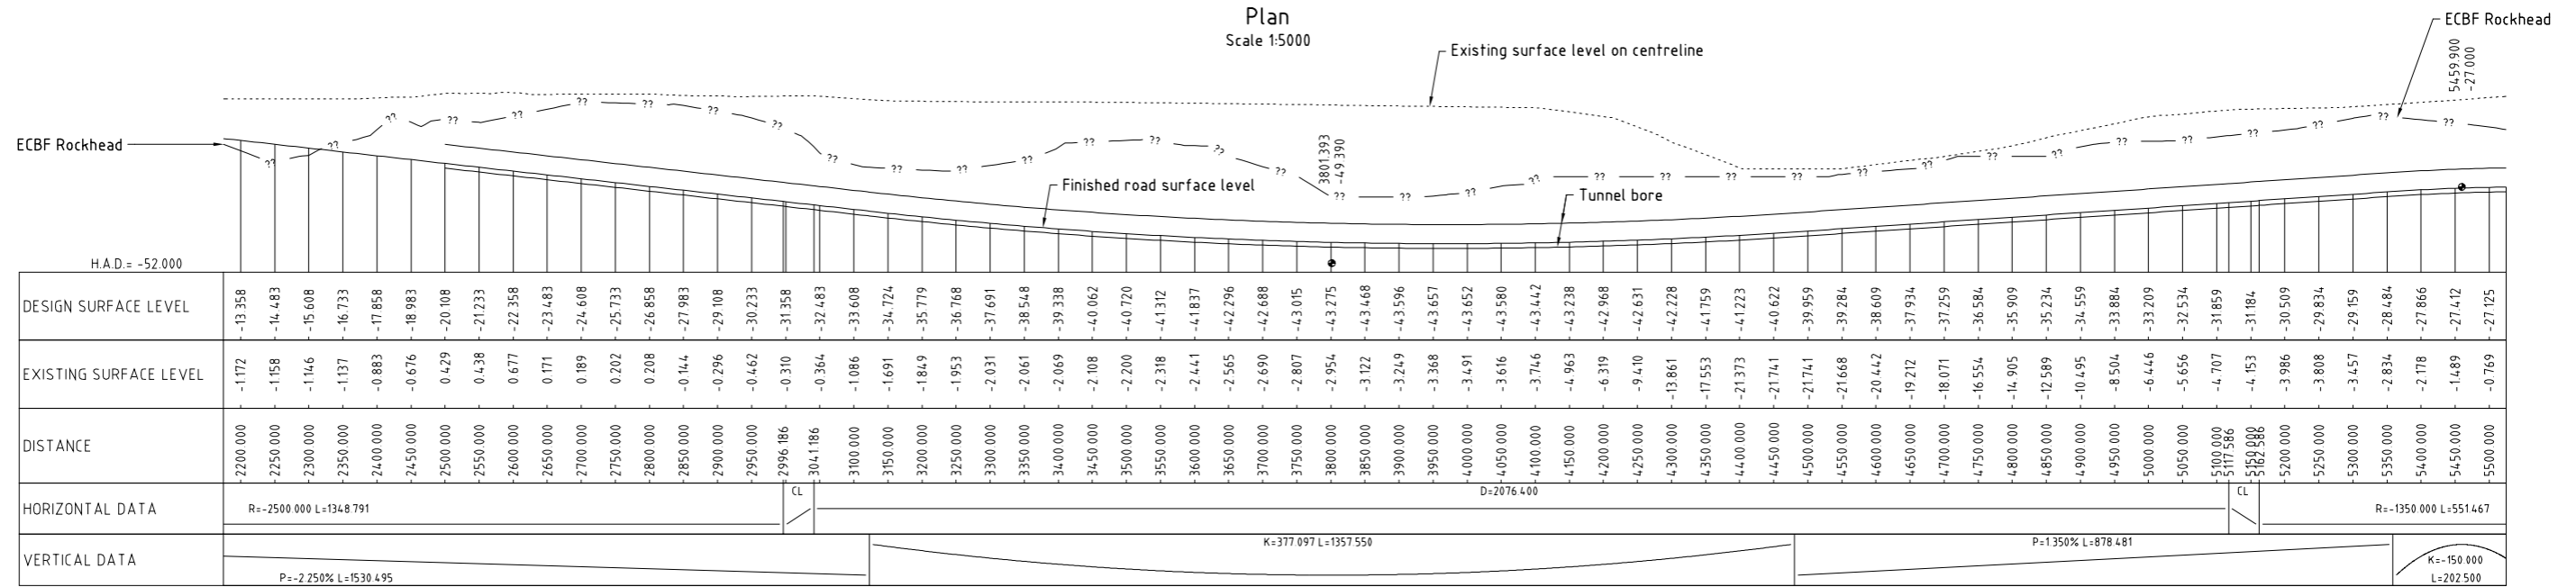 Plan
Scale 1:5000
ECBF Rockhead
Existing surface level on centreline
5459.900
-27.000
ECBF Rockhead
3801.393
-49.390
Finished road surface level
Tunnel bore
?? ?? ?? ?? ?? ?? ?? ?? ?? ?? ?? ?? ?? ?? ?? ?? ?? ?? ?? ?? ?? ?? ?? ?? ?? ?? ?? ?? ?? ?? ?? ?? ?? ??
H.A.D.= -52.000
DESIGN SURFACE LEVEL -13.358 -14.483 -15.608 -16.733 -17.858 -18.983 -20.108 -21.233 -22.358 -23.483 -24.608 -25.733 -26.858 -27.983 -29.108 -30.233 -31.358 -32.483 -33.608 -34.724 -35.779 -36.768 -37.691 -38.548 -39.338 -40.062 -40.720 -41.312 -41.837 -42.296 -42.688 -43.015 -43.275 -43.468 -43.596 -43.657 -43.652 -43.580 -43.442 -43.238 -42.968 -42.631 -42.228 -41.759 -41.223 -40.622 -39.959 -39.284 -38.609 -37.934 -37.259 -36.584 -35.909 -35.234 -34.559 -33.884 -33.209 -32.534 -31.859 -31.184 -30.509 -29.834 -29.159 -28.484 -27.866 -27.412 -27.125
EXISTING SURFACE LEVEL -1.172 -1.158 -1.146 -1.137 -0.883 -0.676 0.429 0.438 0.677 0.171 0.189 0.202 0.208 -0.144 -0.296 -0.462 -0.310 -0.364 -1.086 -1.691 -1.849 -1.953 -2.031 -2.061 -2.069 -2.108 -2.200 -2.318 -2.441 -2.565 -2.690 -2.807 -2.954 -3.122 -3.249 -3.368 -3.491 -3.616 -3.746 -4.963 -6.319 -9.410 -13.861 -17.553 -21.373 -21.741 -21.741 -21.668 -20.442 -19.212 -18.071 -16.554 -14.905 -12.589 -10.495 -8.504 -6.446 -5.656 -4.707 -4.153 -3.986 -3.808 -3.457 -2.834 -2.178 -1.489 -0.769
DISTANCE 2200.000 2250.000 2300.000 2350.000 2400.000 2450.000 2500.000 2550.000 2600.000 2650.000 2700.000 2750.000 2800.000 2850.000 2900.000 2950.000 2996.186 3041.186 3100.000 3150.000 3200.000 3250.000 3300.000 3350.000 3400.000 3450.000 3500.000 3550.000 3600.000 3650.000 3700.000 3750.000 3800.000 3850.000 3900.000 3950.000 4000.000 4050.000 4100.000 4150.000 4200.000 4250.000 4300.000 4350.000 4400.000 4450.000 4500.000 4550.000 4600.000 4650.000 4700.000 4750.000 4800.000 4850.000 4900.000 4950.000 5000.000 5050.000 5100.000 5117.586 5150.000 5162.586 5200.000 5250.000 5300.000 5350.000 5400.000 5450.000 5500.000
HORIZONTAL DATA R=-2500.000 L=1348.791 CL D=2076.400 CL R=-1350.000 L=551.467
VERTICAL DATA P=-2.250% L=1530.495 K=377.097 L=1357.550 P=1.350% L=878.481 K=-150.000
L=202.500